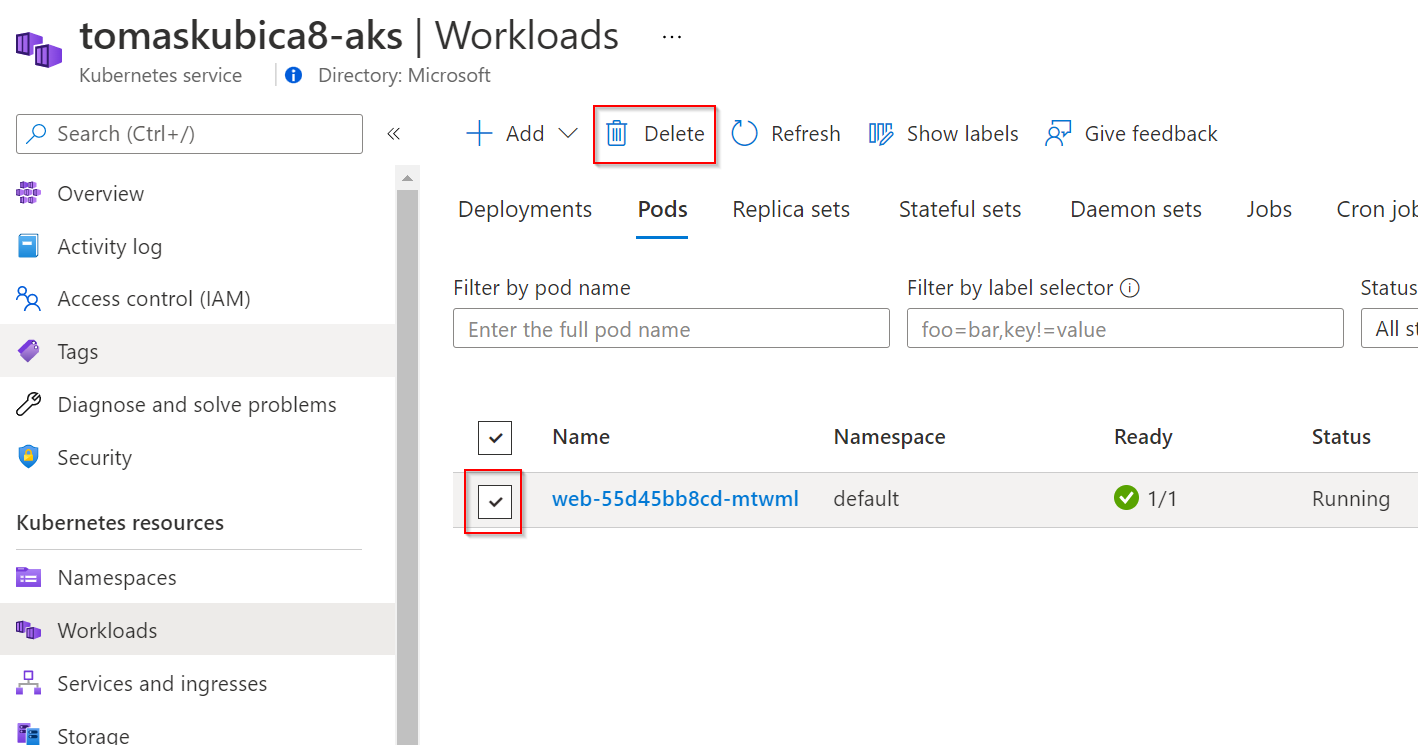 tomaskubica8-aks | Workloads ...
Kubernetes service
Directory: Microsoft
Search (Ctrl+/)
«
Overview
Activity log
Access control (IAM)
Tags
Diagnose and solve problems
Security
Kubernetes resources
Namespaces
Workloads
Services and ingresses
Storage
Add
Delete
Refresh
Show labels
Give feedback
Deployments
Pods
Replica sets
Stateful sets
Daemon sets
Jobs
Cron job
Filter by pod name
Enter the full pod name
Filter by label selector
foo=bar,key!=value
Status
All st
Name Namespace Ready Status
web-55d45bb8cd-mtwml default 1/1 Running